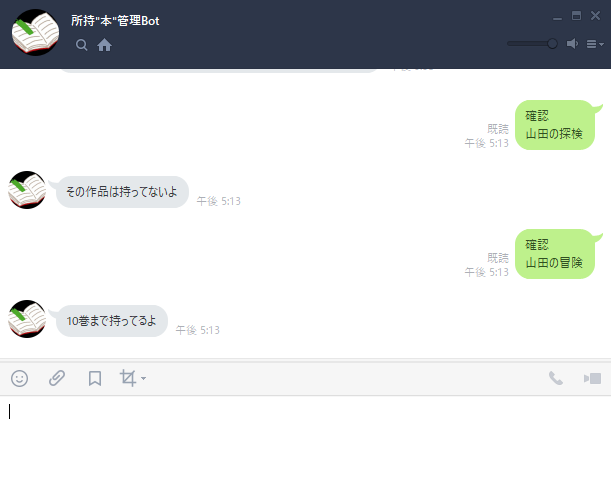 所持"本"管理Bot
確認
山田の探検
既読
午後 5:13
その作品は持ってないよ
午後 5:13
確認
山田の冒険
既読
午後 5:13
10巻まで持ってるよ
午後 5:13